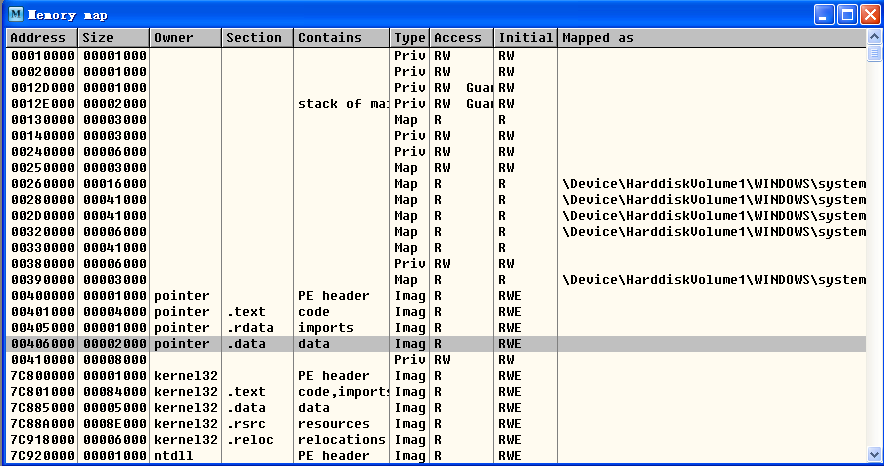 Memory map
Address Size Owner Section Contains Type Access Initial Mapped as
00010000 00001000 Priv RW RW
00020000 00001000 Priv RW RW
0012D000 00001000 Priv RW Guar RW
0012E000 00002000 stack of mai Priv RW Guar RW
00130000 00003000 Map R R
00140000 00003000 Priv RW RW
00240000 00006000 Priv RW RW
00250000 00003000 Map RW RW
00260000 00016000 Map R R \Device\HarddiskVolume1\WINDOWS\system
00280000 00041000 Map R R \Device\HarddiskVolume1\WINDOWS\system
002D0000 00041000 Map R R \Device\HarddiskVolume1\WINDOWS\system
00320000 00006000 Map R R \Device\HarddiskVolume1\WINDOWS\system
00330000 00041000 Map R R
00380000 00006000 Priv RW RW
00390000 00003000 Map R R \Device\HarddiskVolume1\WINDOWS\system
00400000 00001000 pointer PE header Imag R RWE
00401000 00004000 pointer .text code Imag R RWE
00405000 00001000 pointer .rdata imports Imag R RWE
00406000 00002000 pointer .data data Imag R RWE
00410000 00008000 Priv RW RW
7C800000 00001000 kernel32 PE header Imag R RWE
7C801000 00084000 kernel32 .text code,imports Imag R RWE
7C885000 00005000 kernel32 .data data Imag R RWE
7C88A000 0008E000 kernel32 .rsrc resources Imag R RWE
7C918000 00006000 kernel32 .reloc relocations Imag R RWE
7C920000 00001000 ntdll PE header Imag R RWE